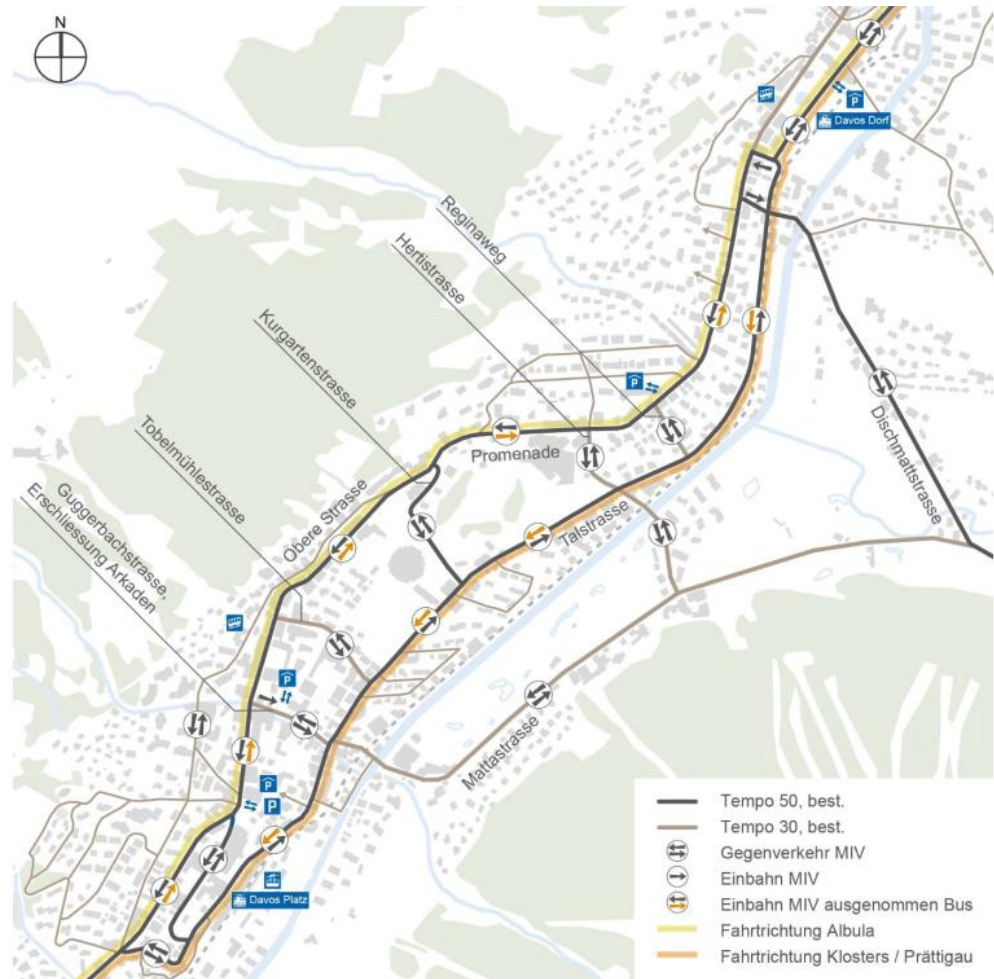 N
P
Davos Dorf
Reginaweg
Hertistrasse
Kurgartenstrasse
Tobelmühlestrasse
Guggerbachstrasse,
Erschliessung Arkaden
P
Promenade
Obere Strasse
Talstrasse
Dischmattstrasse
P
Mattastrasse
P
P
Davos Platz
Tempo 50, best.
Tempo 30, best.
Gegenverkehr MIV
Einbahn MIV
Einbahn MIV ausgenommen Bus
Fahrtrichtung Albula
Fahrtrichtung Klosters / Prättigau